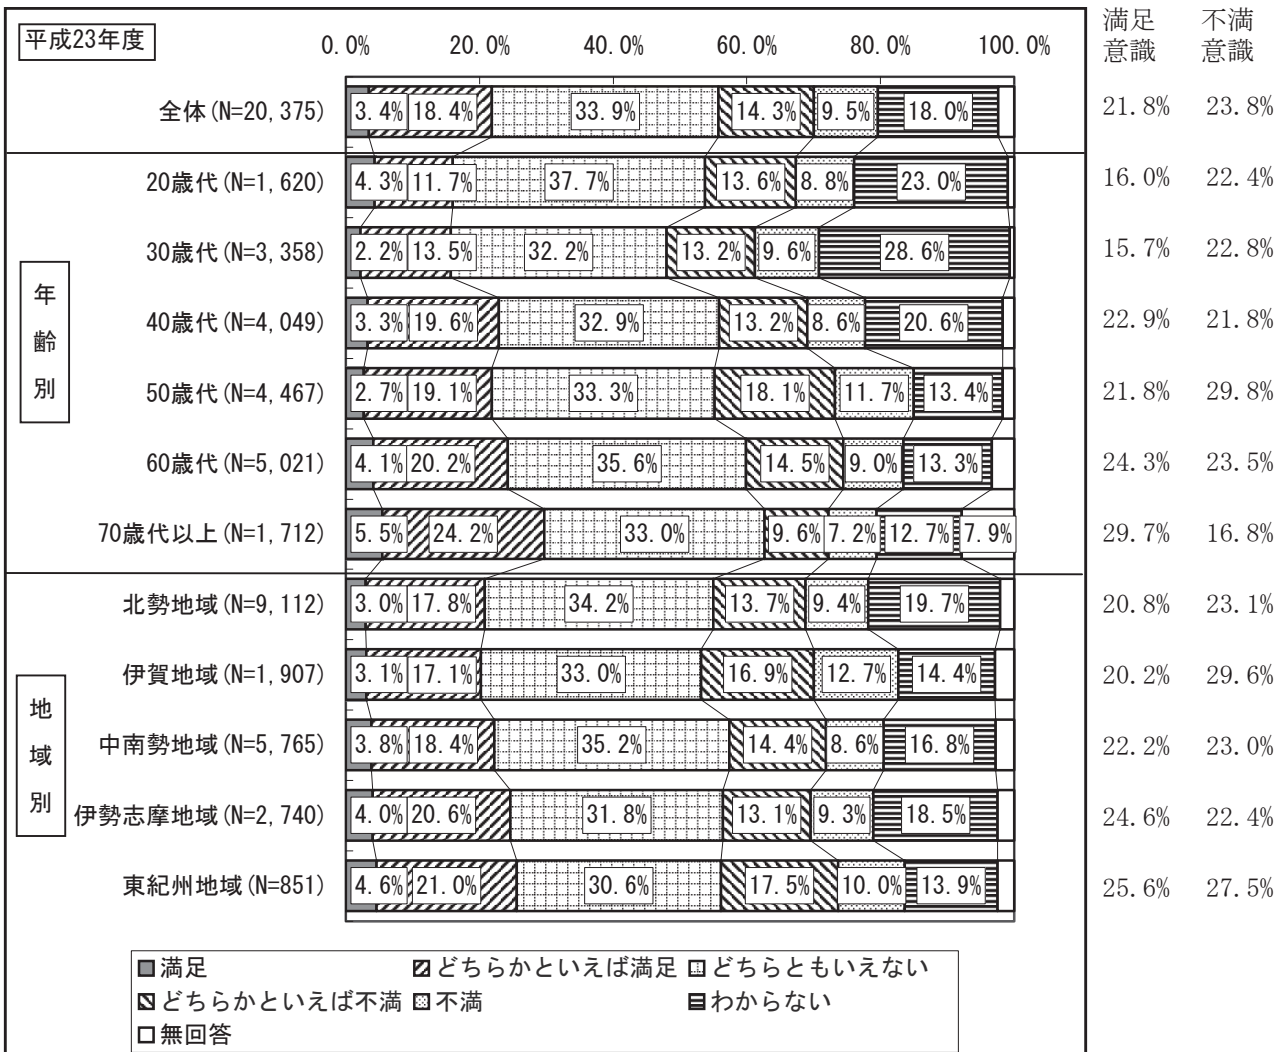 平成23年度
0.0% 20.0% 40.0% 60.0% 80.0% 100.0%
満足意識 不満意識
全体(N=20,375) 3.4% 18.4% 33.9% 14.3% 9.5% 18.0% 21.8% 23.8%
年齢別
20歳代(N=1,620) 4.3% 11.7% 37.7% 13.6% 8.8% 23.0% 16.0% 22.4%
30歳代(N=3,358) 2.2% 13.5% 32.2% 13.2% 9.6% 28.6% 15.7% 22.8%
40歳代(N=4,049) 3.3% 19.6% 32.9% 13.2% 8.6% 20.6% 22.9% 21.8%
50歳代(N=4,467) 2.7% 19.1% 33.3% 18.1% 11.7% 13.4% 21.8% 29.8%
60歳代(N=5,021) 4.1% 20.2% 35.6% 14.5% 9.0% 13.3% 24.3% 23.5%
70歳代以上(N=1,712) 5.5% 24.2% 33.0% 9.6% 7.2% 12.7% 7.9% 29.7% 16.8%
地域別
北勢地域(N=9,112) 3.0% 17.8% 34.2% 13.7% 9.4% 19.7% 20.8% 23.1%
伊賀地域(N=1,907) 3.1% 17.1% 33.0% 16.9% 12.7% 14.4% 20.2% 29.6%
中南勢地域(N=5,765) 3.8% 18.4% 35.2% 14.4% 8.6% 16.8% 22.2% 23.0%
伊勢志摩地域(N=2,740) 4.0% 20.6% 31.8% 13.1% 9.3% 18.5% 24.6% 22.4%
東紀州地域(N=851) 4.6% 21.0% 30.6% 17.5% 10.0% 13.9% 25.6% 27.5%
満足 どちらかといえば満足 どちらともいえない
どちらかといえば不満 不満 わからない
無回答